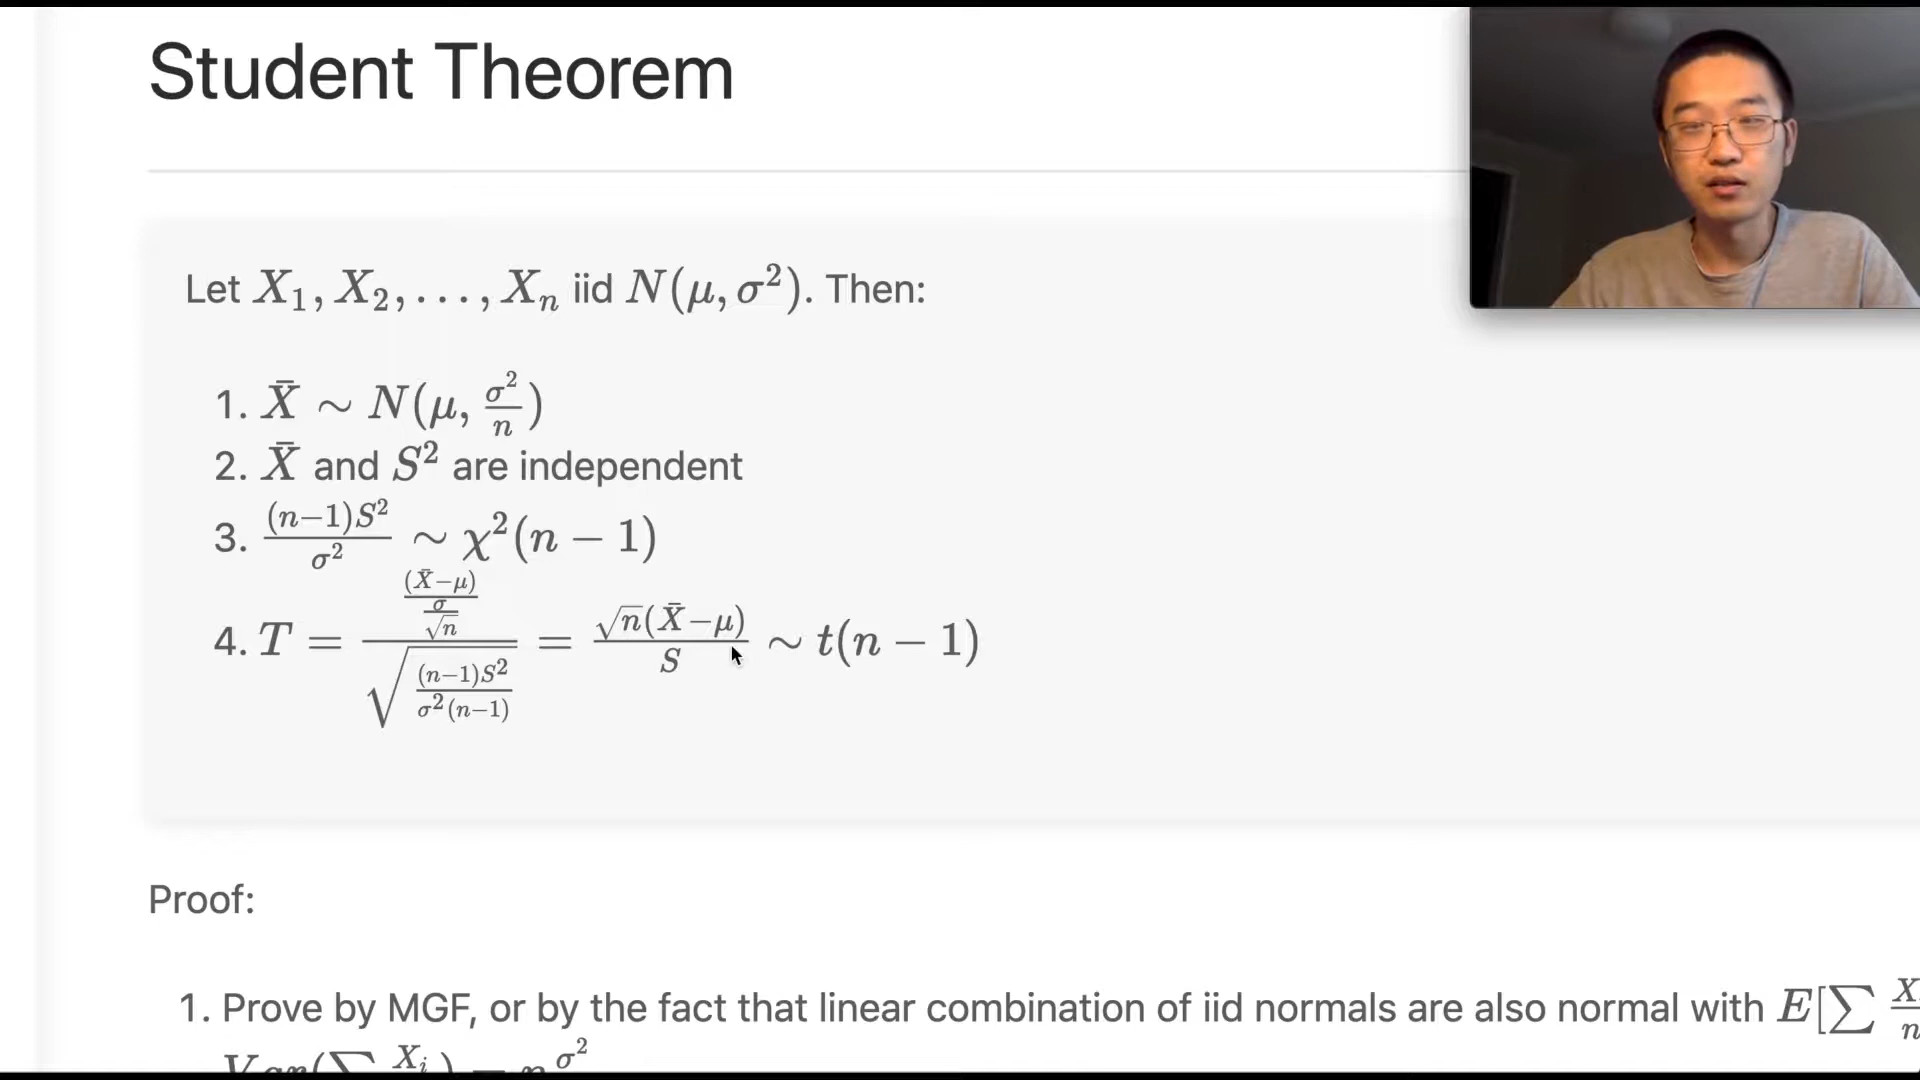 Student Theorem
Let X₁, X₂, …, Xₙ iid N(μ, σ²). Then:
1. X̄ ∼ N(μ, σ²/n)
2. X̄ and S² are independent
3. (n−1)S²/σ² ∼ χ²(n − 1)
4. T = ((X̄−μ)/(σ/√n)) / √((n−1)S²/(σ²(n−1))) = √n(X̄−μ)/S ∼ t(n − 1)
Proof:
1. Prove by MGF, or by the fact that linear combination of iid normals are also normal with E[∑ X/n